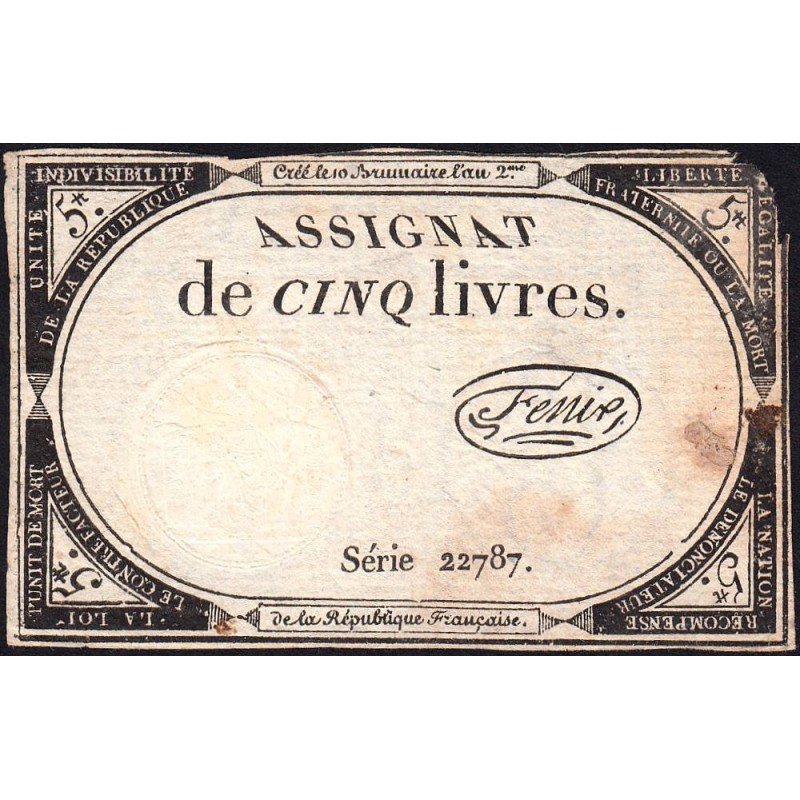 Créé le 10 Brumaire l'an 2.me
UNITÉ INDIVISIBILITÉ
DE LA RÉPUBLIQUE
5#.
LIBERTÉ EGALITÉ
FRATERNITÉ OU LA MORT
5#.
ASSIGNAT
de CINQ livres.
Fenix
Série 22787.
LA LOI PUNIT DE MORT
LE CONTREFACTEUR
5#.
LA NATION RÉCOMPENSE
LE DÉNONCIATEUR
5#.
de la République Française.